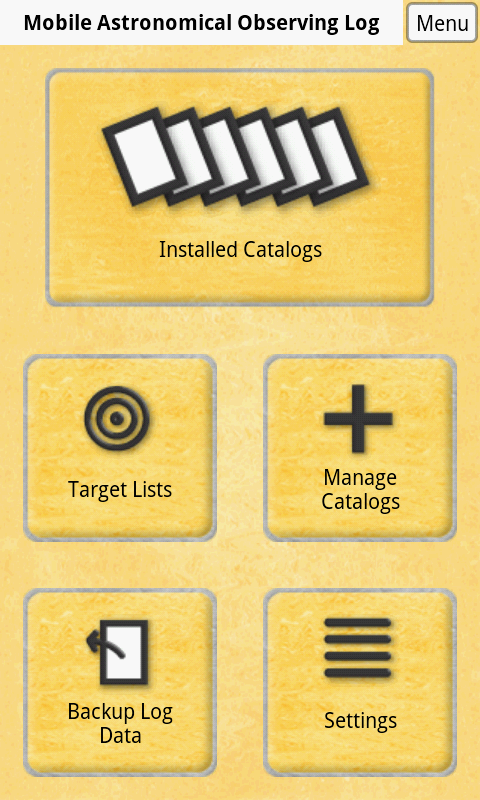 Mobile Astronomical Observing Log
Menu
Installed Catalogs
Target Lists
Manage
Catalogs
Backup Log
Data
Settings